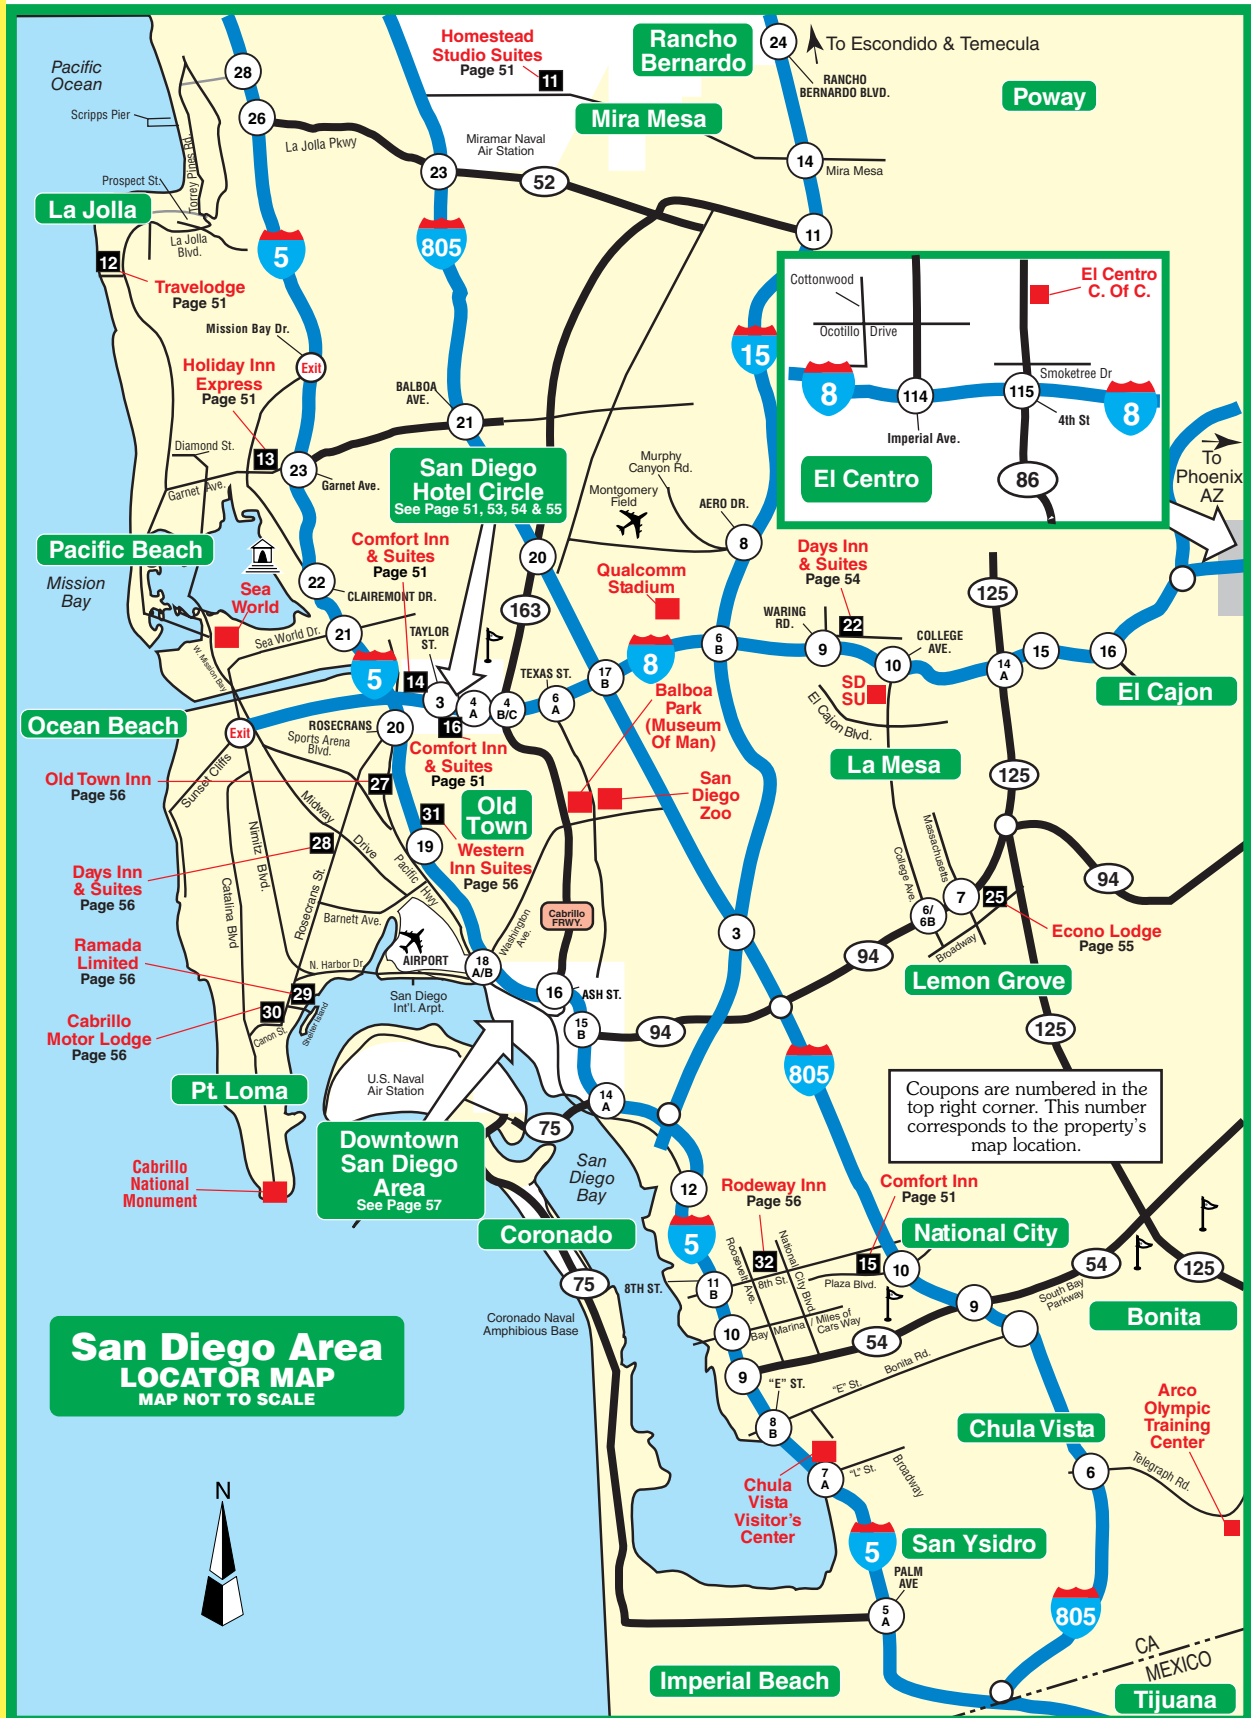 Pacific
Ocean
28
Homestead
Studio Suites
Page 51
11
Rancho
Bernardo
24
To Escondido & Temecula
RANCHO
BERNARDO BLVD.
Poway
Scripps Pier
26
La Jolla Pkwy
Mira Mesa
Miramar Naval
Air Station
Torrey Pines Rd.
23
52
14
Mira Mesa
Prospect St.
La Jolla
La Jolla
Blvd.
5
805
11
12
Travelodge
Page 51
Mission Bay Dr.
Exit
15
Cottonwood
Ocotillo
Drive
El Centro
C. Of C.
Smoketree Dr
8
114
115
8
4th St
Imperial Ave.
El Centro
86
To
Phoenix
AZ
Holiday Inn
Express
Page 51
BALBOA
AVE.
21
Diamond St.
13
23
Garnet Ave.
Garnet Ave.
San Diego
Hotel Circle
See Page 51, 53, 54 & 55
Murphy
Canyon Rd.
Montgomery
Field
AERO DR.
8
20
Pacific Beach
Mission
Bay
Comfort Inn
& Suites
Page 51
22
CLAIREMONT DR.
Sea
World
Sea World Dr.
21
W. Mission Bay
163
Qualcomm
Stadium
Days Inn
& Suites
Page 54
125
WARING
RD.
22
TAYLOR
ST.
6
B
9
COLLEGE
AVE.
10
14
A
15
16
El Cajon
5
14
3
4
A
4
B/C
TEXAS ST.
6
A
17
B
8
SD
SU
El Cajon Blvd.
Ocean Beach
Exit
ROSECRANS
20
16
Sports Arena
Blvd.
Comfort Inn
& Suites
Page 51
Balboa
Park
(Museum
Of Man)
La Mesa
125
Sunset Cliffs
Old Town Inn
Page 56
27
San
Diego
Zoo
Midway
Drive
31
Old
Town
Nimitz Blvd.
28
Western
Inn Suites
Page 56
19
Pacific Hwy
Massachusetts
College Ave.
94
Days Inn
& Suites
Page 56
Catalina Blvd
Rosecrans St.
Barnett Ave.
Cabrillo
FRWY.
Washington
Ave.
6/
6B
7
25
Econo Lodge
Page 55
Broadway
3
94
Ramada
Limited
Page 56
AIRPORT
18
A/B
N. Harbor Dr.
Lemon Grove
16
ASH ST.
29
30
San Diego
Int'l. Arpt.
Shelter Island
Canon St.
Cabrillo
Motor Lodge
Page 56
15
B
94
125
805
Pt. Loma
U.S. Naval
Air Station
14
A
75
Coupons are numbered in the
top right corner. This number
corresponds to the property's
map location.
Downtown
San Diego
Area
See Page 57
San
Diego
Bay
Cabrillo
National
Monument
12
Rodeway Inn
Page 56
Comfort Inn
Page 51
Coronado
5
National City
Roosevelt Ave.
National City Blvd.
32
15
10
54
125
75
8TH ST.
11
B
8th St.
Plaza Blvd.
South Bay
Parkway
9
Bonita
Coronado Naval
Amphibious Base
10
Bay Marina / Miles of
Cars Way
54
San Diego Area
LOCATOR MAP
MAP NOT TO SCALE
9
"E" ST.
"E" St.
Bonita Rd.
Arco
Olympic
Training
Center
8
B
Chula Vista
"L" St.
Broadway
6
Telegraph Rd.
7
A
Chula
Vista
Visitor's
Center
N
5
San Ysidro
PALM
AVE
5
A
805
CA
MEXICO
Imperial Beach
Tijuana